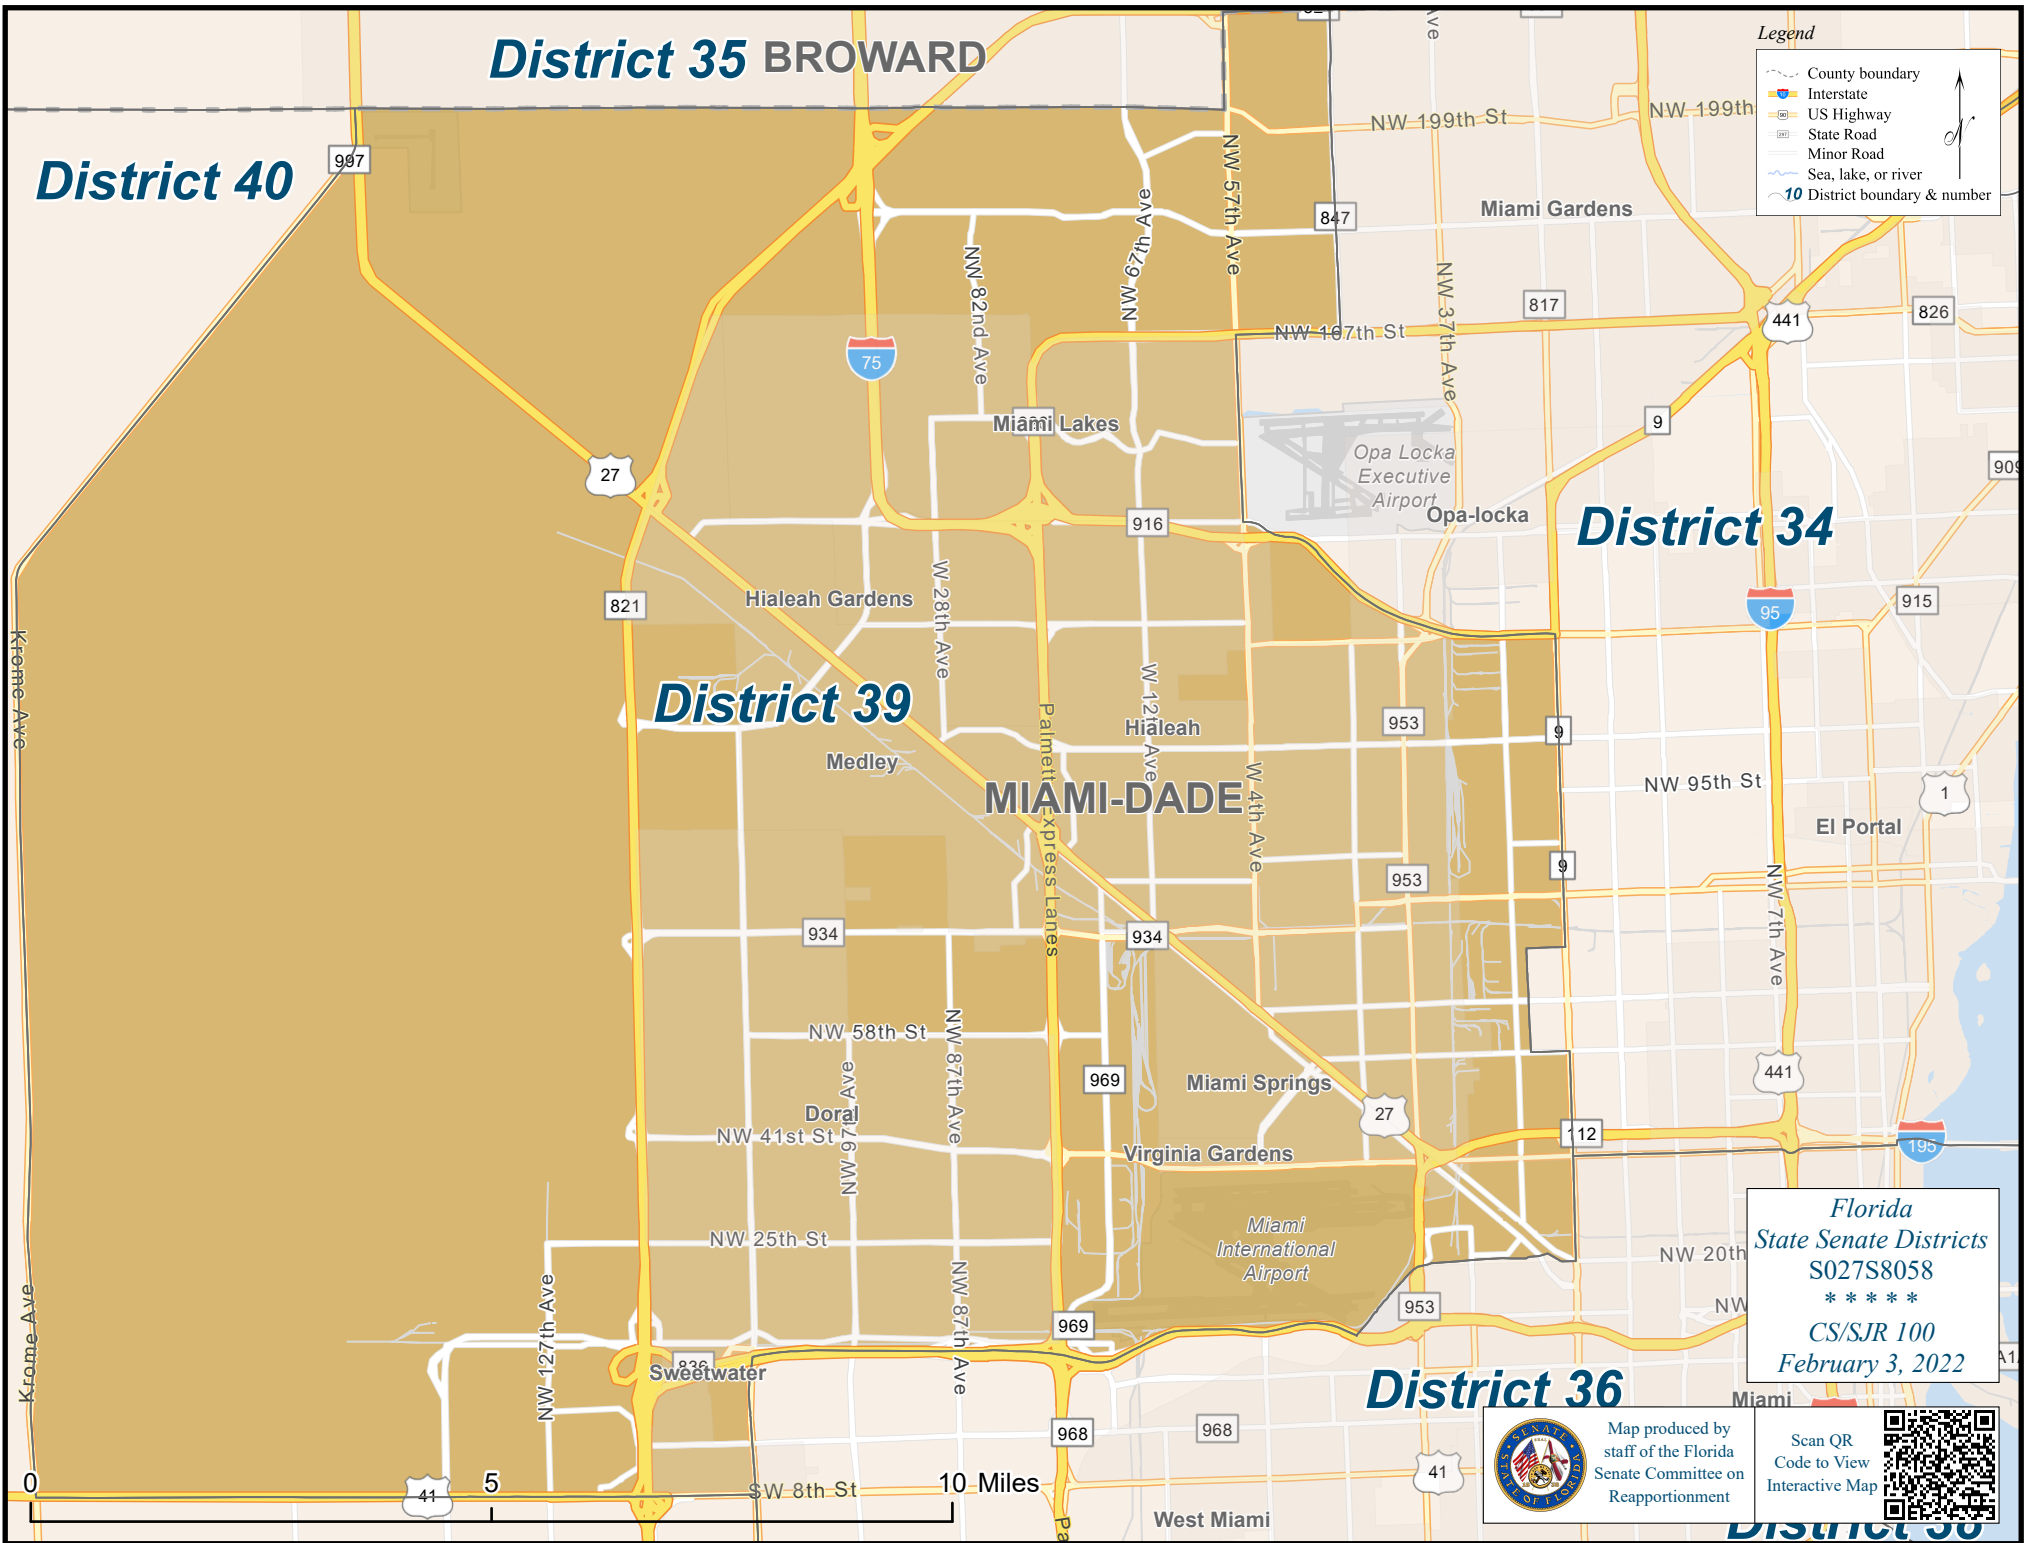 District 35 BROWARD
Legend
County boundary
Interstate
US Highway
State Road
Minor Road
Sea, lake, or river
10 District boundary & number
NW 199th St
NW 199th
997
District 40
NW 57th Ave
NW 67th Ave
847
Miami Gardens
NW 82nd Ave
NW 37th Ave
817
441
826
NW 167th St
75
Miami Lakes
9
27
Opa Locka
Executive
Airport
Opa-locka
916
District 34
Hialeah Gardens
W 28th Ave
821
95
915
Krome Ave
District 39
W 12th Ave
Hialeah
953
9
Medley
Palmetto Express Lanes
MIAMI-DADE
W 4th Ave
NW 95th St
1
El Portal
953
9
NW 7th Ave
934
934
NW 58th St
NW 87th Ave
969
Miami Springs
441
NW 97th Ave
Doral
27
NW 41st St
112
Virginia Gardens
195
Miami
International
Airport
NW 25th St
NW 20th
Florida
State Senate Districts
S027S8058
* * * * *
CS/SJR 100
February 3, 2022
Krome Ave
NW 127th Ave
NW 87th Ave
953
NW
969
836
Sweetwater
District 36
Miami
968
968
Map produced by
staff of the Florida
Senate Committee on
Reapportionment
Scan QR
Code to View
Interactive Map
SENATE
STATE OF FLORIDA
0 5 10 Miles
41
41
SW 8th St
West Miami